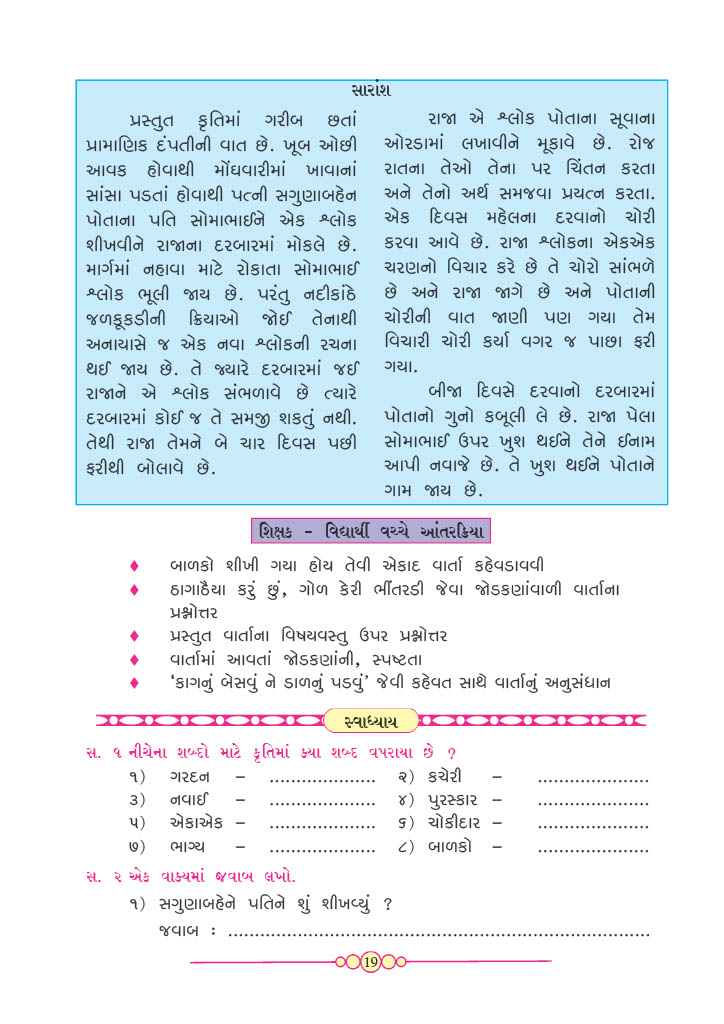 સારાંશ
પ્રસ્તુત કૃતિમાં ગરીબ છતાં
પ્રામાણિક દંપતીની વાત છે. ખૂબ ઓછી
આવક હોવાથી મોંઘવારીમાં ખાવાનાં
સાંસા પડતાં હોવાથી પત્ની સગુણાબહેન
પોતાના પતિ સોમાભાઈને એક શ્લોક
શીખવીને રાજાના દરબારમાં મોકલે છે.
માર્ગમાં નહાવા માટે રોકાતા સોમાભાઈ
શ્લોક ભૂલી જાય છે. પરંતુ નદીકાંઠે
જળકૂકડીની ક્રિયાઓ જોઈ તેનાથી
અનાયાસે જ એક નવા શ્લોકની રચના
થઈ જાય છે. તે જ્યારે દરબારમાં જઈ
રાજાને એ શ્લોક સંભળાવે છે ત્યારે
દરબારમાં કોઈ જ તે સમજી શકતું નથી.
તેથી રાજા તેમને બે ચાર દિવસ પછી
ફરીથી બોલાવે છે.
રાજા એ શ્લોક પોતાના સૂવાના
ઓરડામાં લખાવીને મૂકાવે છે. રોજ
રાતના તેઓ તેના પર ચિંતન કરતા
અને તેનો અર્થ સમજવા પ્રયત્ન કરતા.
એક દિવસ મહેલના દરવાનો ચોરી
કરવા આવે છે. રાજા શ્લોકના એકએક
ચરણનો વિચાર કરે છે તે ચોરો સાંભળે
છે અને રાજા જાગે છે અને પોતાની
ચોરીની વાત જાણી પણ ગયા તેમ
વિચારી ચોરી કર્યા વગર જ પાછા ફરી
ગયા.
બીજા દિવસે દરવાનો દરબારમાં
પોતાનો ગુનો કબૂલી લે છે. રાજા પેલા
સોમાભાઈ ઉપર ખુશ થઈને તેને ઈનામ
આપી નવાજે છે. તે ખુશ થઈને પોતાને
ગામ જાય છે.
શિક્ષક - વિદ્યાર્થી વચ્ચે આંતરક્રિયા
♦ બાળકો શીખી ગયા હોય તેવી એકાદ વાર્તા કહેવડાવવી
♦ ઠાગાઠૈયા કરું છું, ગોળ કેરી ભીંતરડી જેવા જોડકણાંવાળી વાર્તાના
પ્રશ્નોત્તર
♦ પ્રસ્તુત વાર્તાના વિષયવસ્તુ ઉપર પ્રશ્નોત્તર
♦ વાર્તામાં આવતાં જોડકણાંની, સ્પષ્ટતા
♦ ‘કાગનું બેસવું ને ડાળનું પડવું’ જેવી કહેવત સાથે વાર્તાનું અનુસંધાન
સ્વાધ્યાય
સ. ૧ નીચેના શબ્દો માટે કૃતિમાં ક્યા શબ્દ વપરાયા છે ?
૧) ગરદન – .................... ૨) કચેરી – .....................
૩) નવાઈ – .................... ૪) પુરસ્કાર – .....................
૫) એકાએક – .................... ૬) ચોકીદાર – .....................
૭) ભાગ્ય – .................... ૮) બાળકો – .....................
સ. ૨ એક વાક્યમાં જવાબ લખો.
૧) સગુણાબહેને પતિને શું શીખવ્યું ?
જવાબ : ................................................................................
19